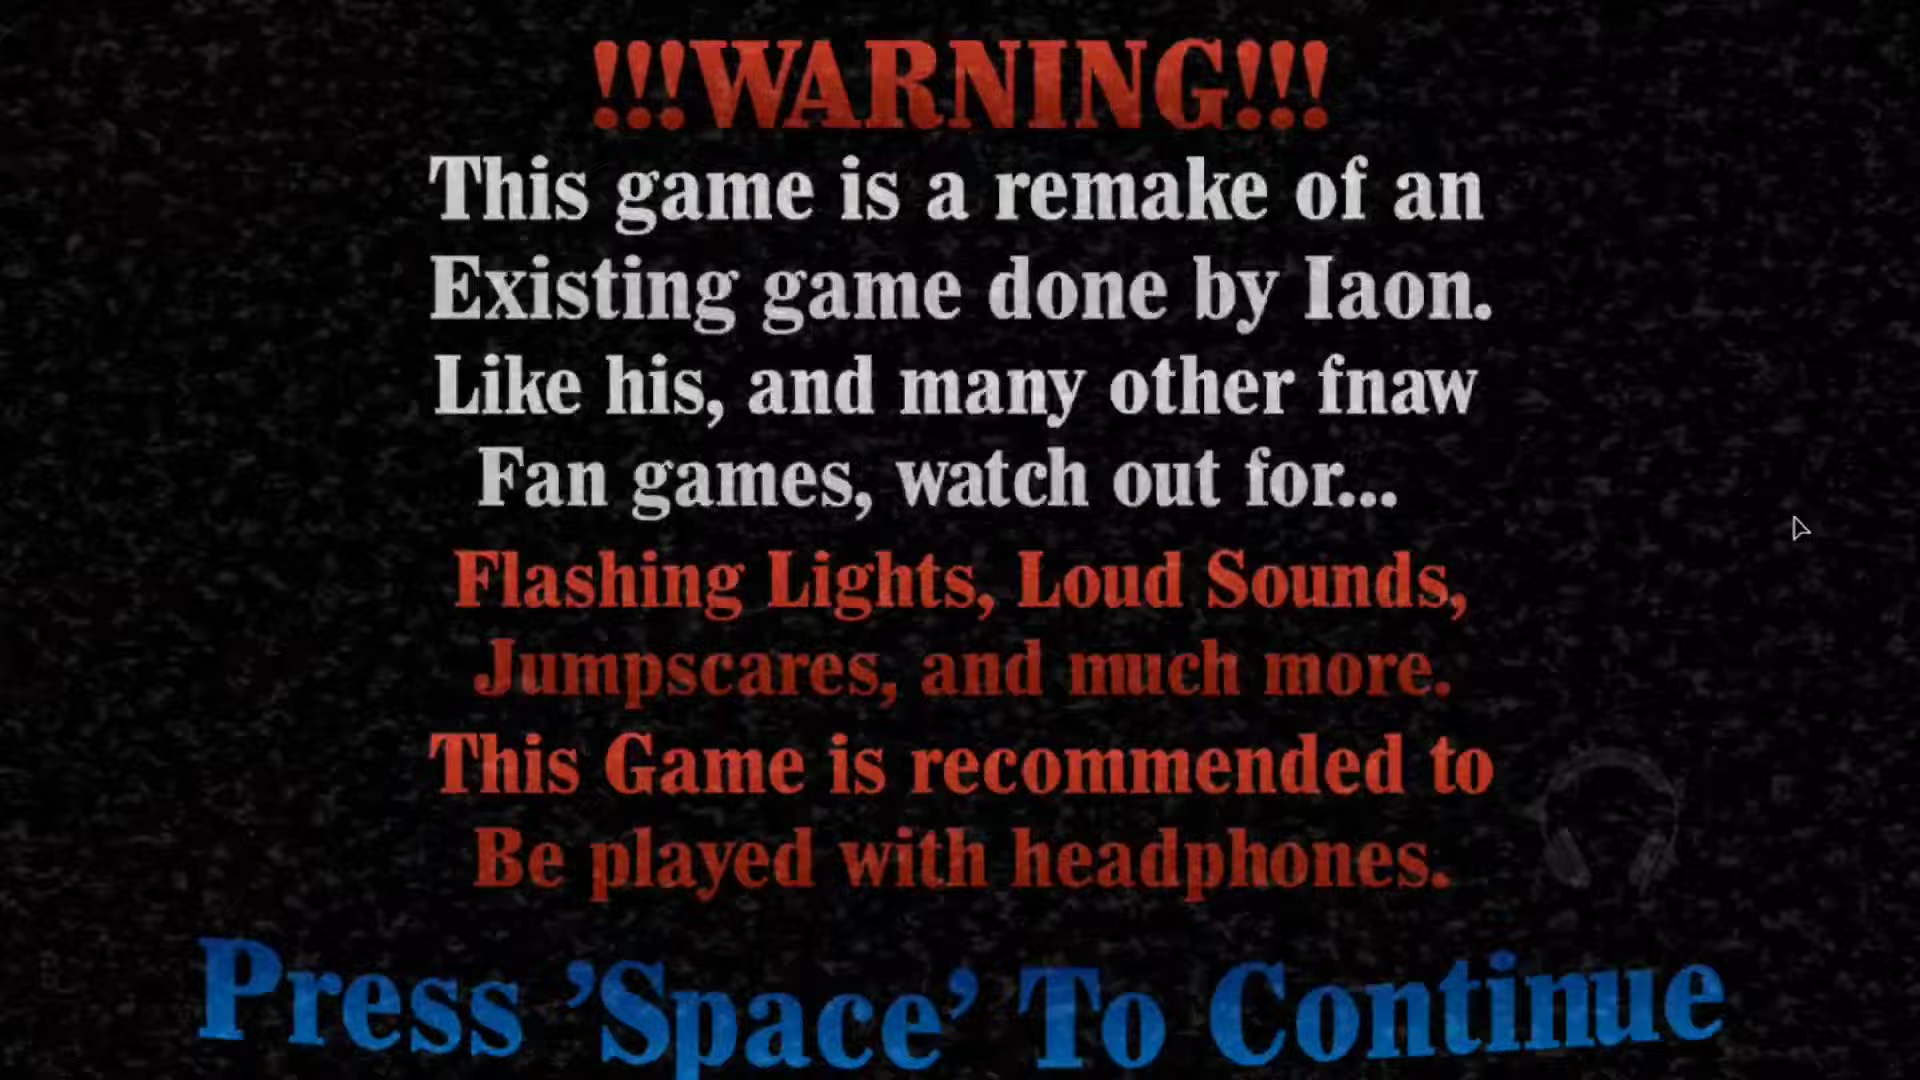 !!!WARNING!!!
This game is a remake of an
Existing game done by Iaon.
Like his, and many other fnaw
Fan games, watch out for...
Flashing Lights, Loud Sounds,
Jumpscares, and much more.
This Game is recommended to
Be played with headphones.
Press 'Space' To Continue